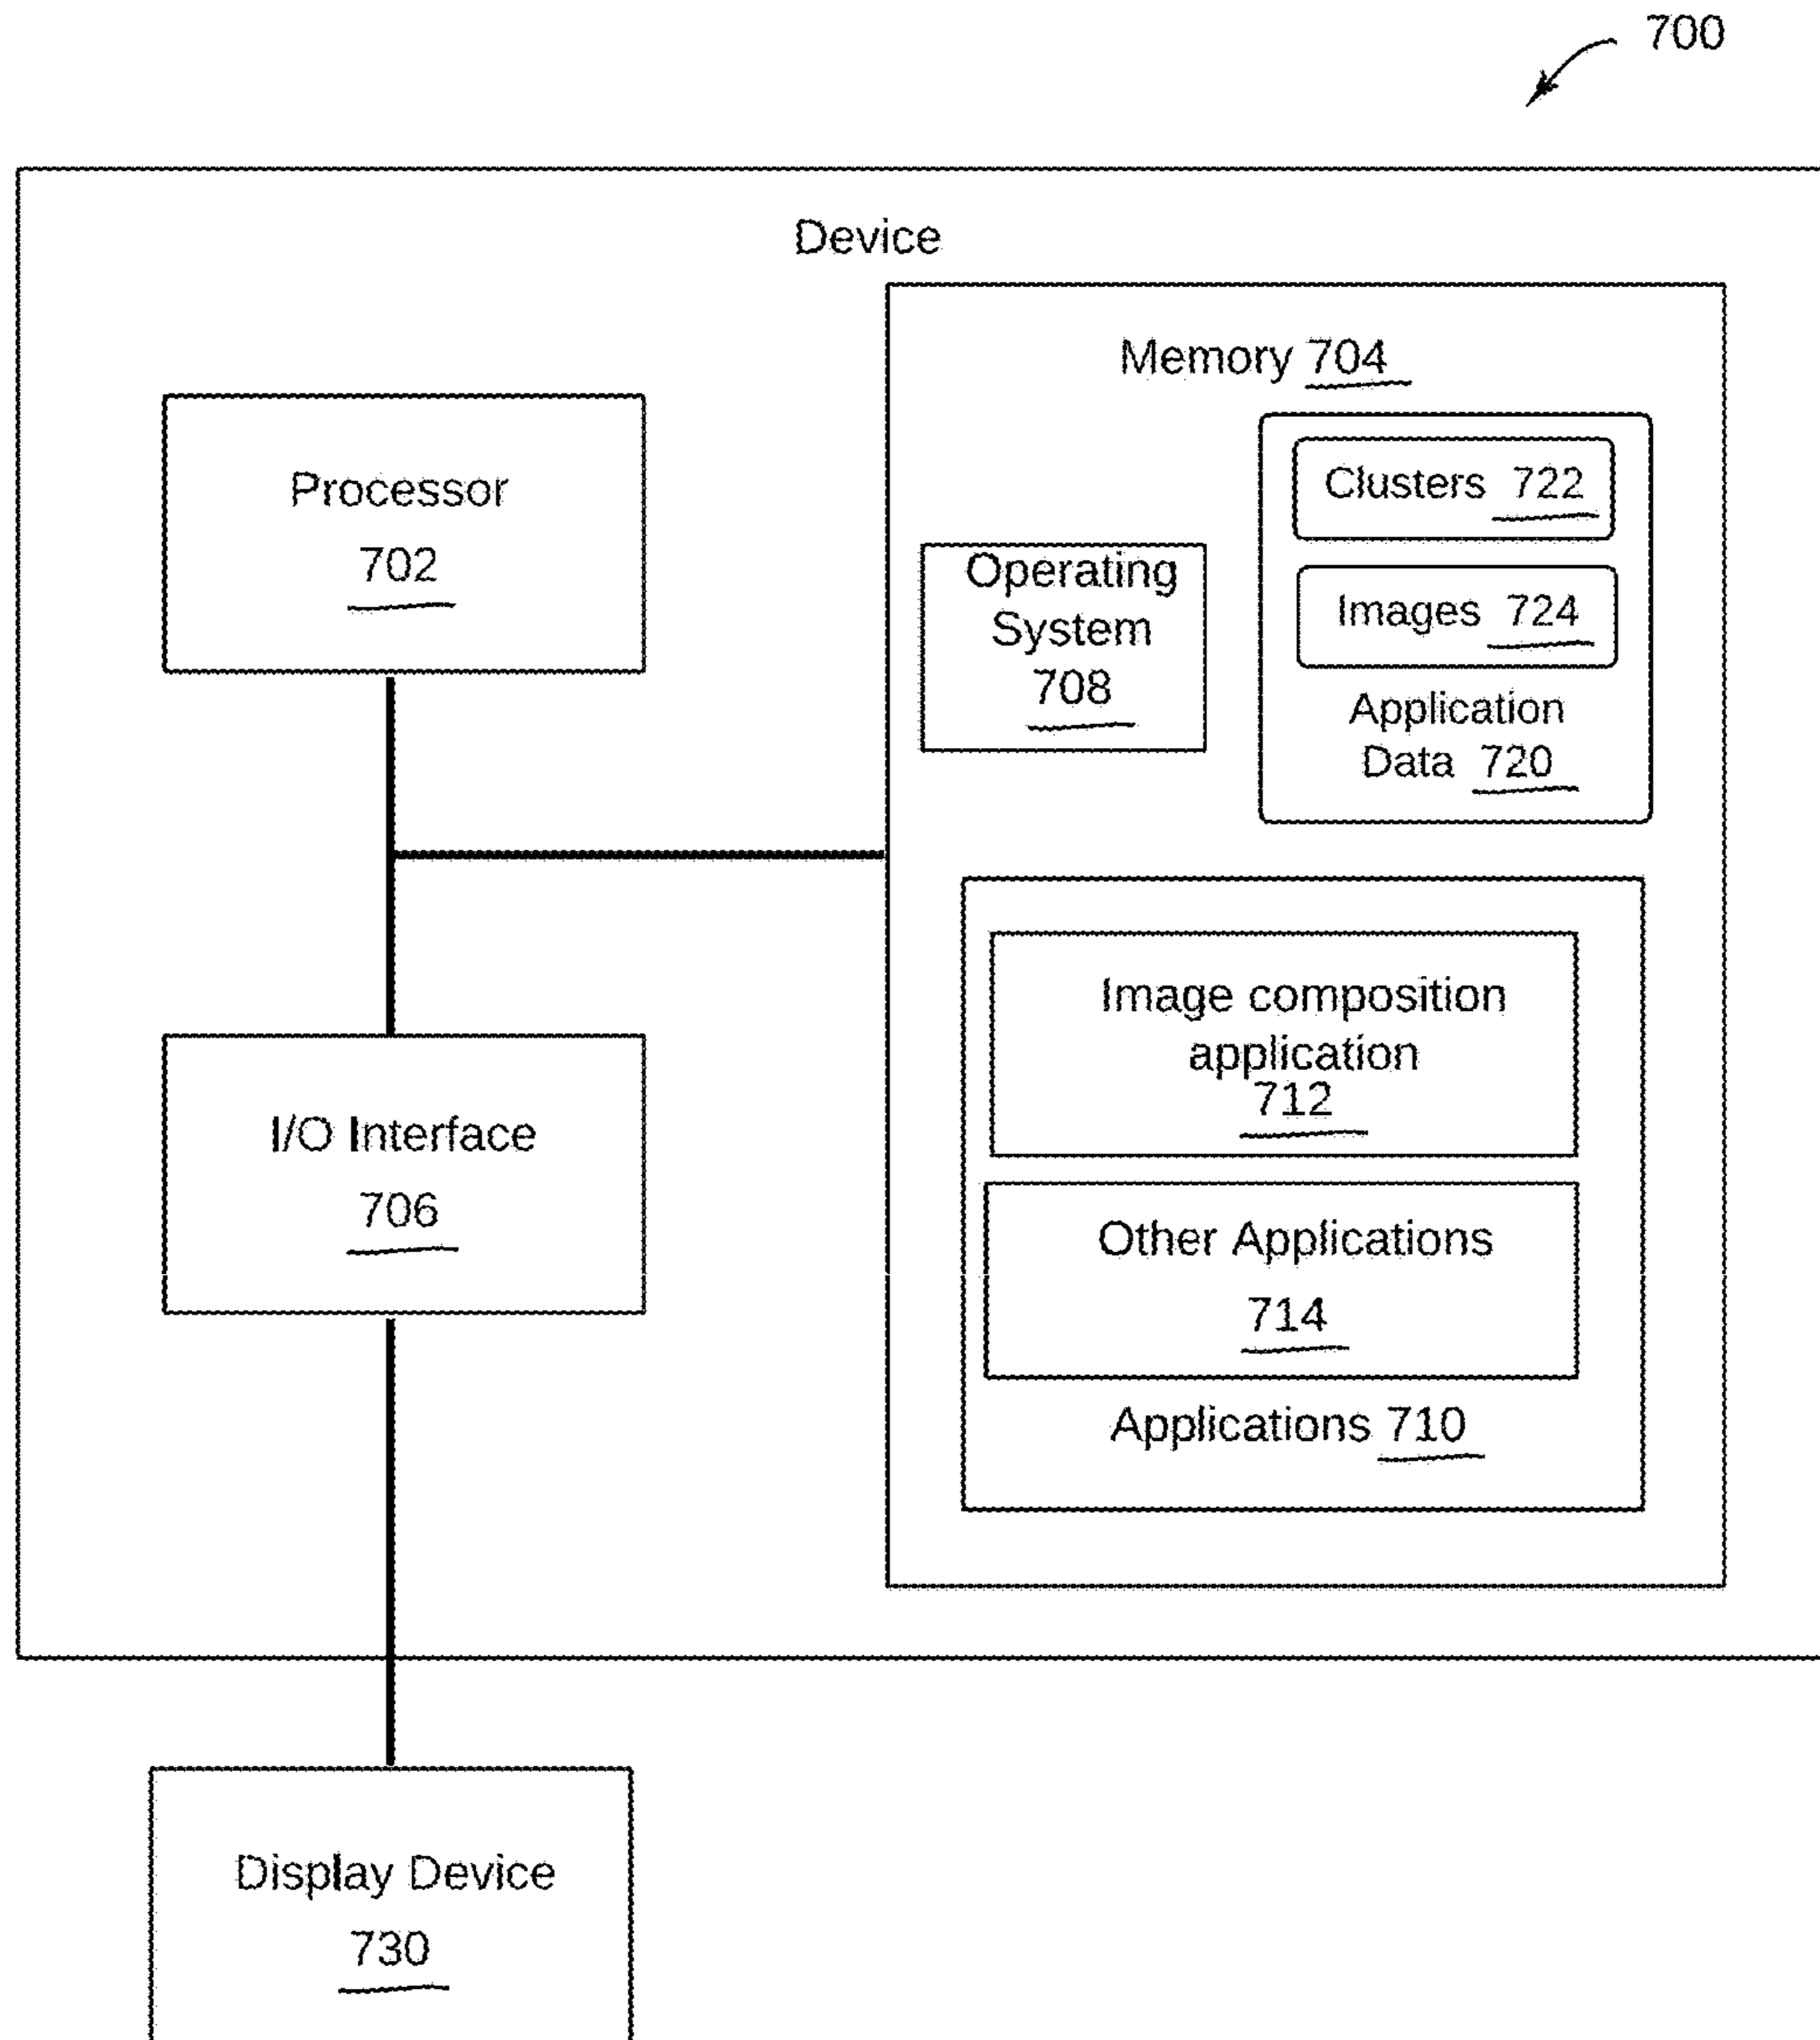 700
Device
Processor
702
Memory 704
Clusters 722
Images 724
Application
Data 720
Operating
System
708
Image composition
application
712
Other Applications
714
Applications 710
I/O Interface
706
Display Device
730